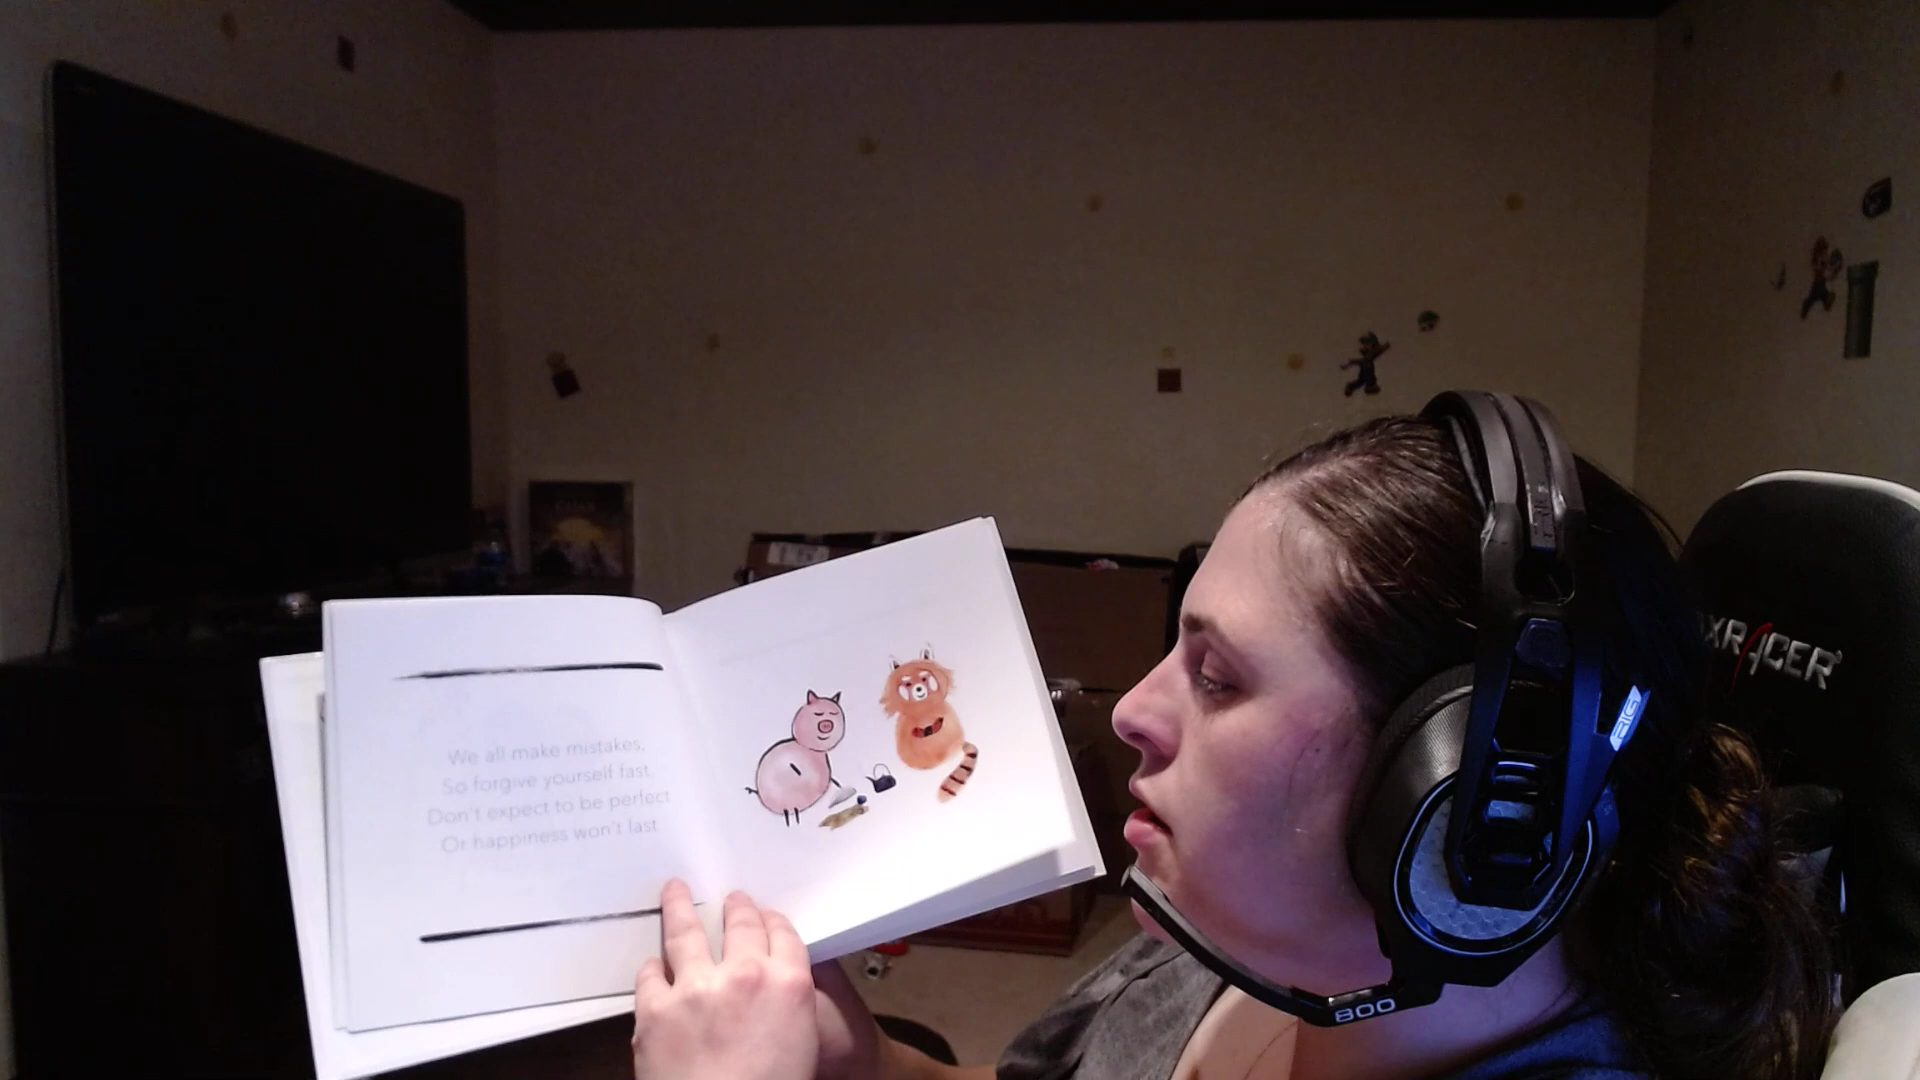 We all make mistakes,
So forgive yourself fast,
Don't expect to be perfect
Or happiness won't last
RIG
800
XRACER